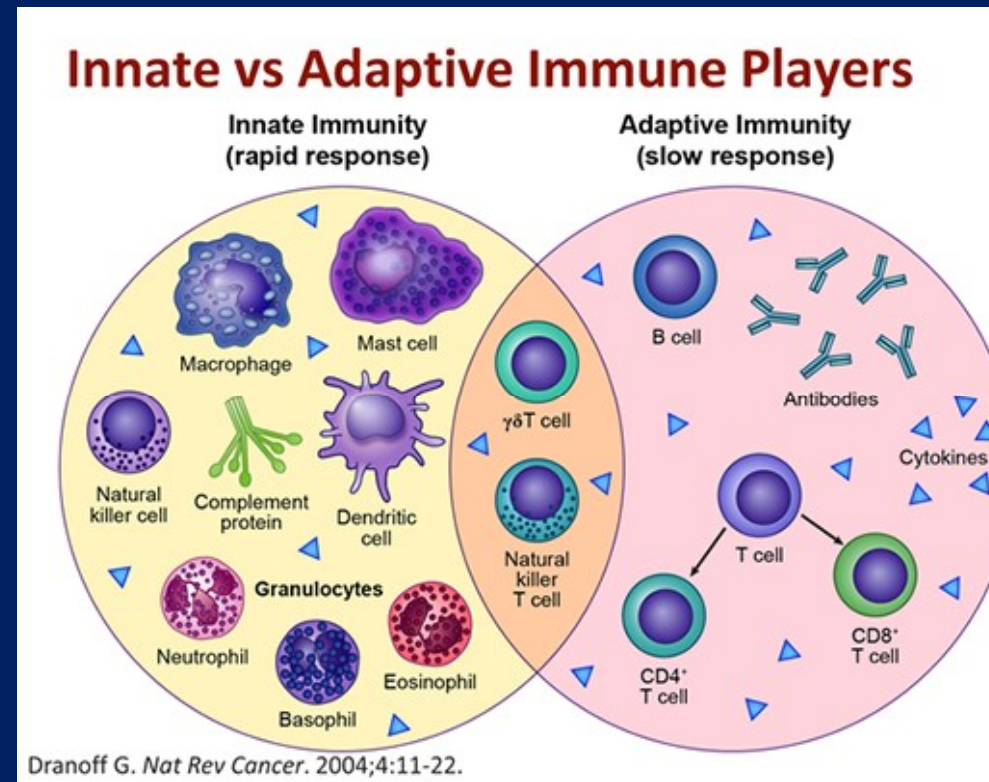 Innate vs Adaptive Immune Players
Innate Immunity
(rapid response)
Adaptive Immunity
(slow response)
Macrophage
Mast cell
Natural
killer cell
Complement
protein
Dendritic
cell
Granulocytes
Neutrophil
Basophil
Eosinophil
γδT cell
Natural
killer
T cell
B cell
Antibodies
Cytokines
T cell
CD4⁺
T cell
CD8⁺
T cell
Dranoff G. Nat Rev Cancer. 2004;4:11-22.